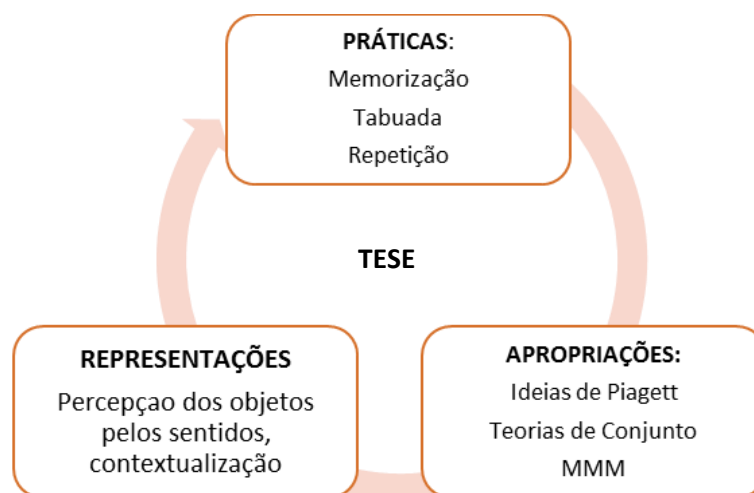 PRÁTICAS:
Memorização
Tabuada
Repetição
TESE
REPRESENTAÇÕES
Percepçao dos objetos
pelos sentidos,
contextualização
APROPRIAÇÕES:
Ideias de Piagett
Teorias de Conjunto
MMM